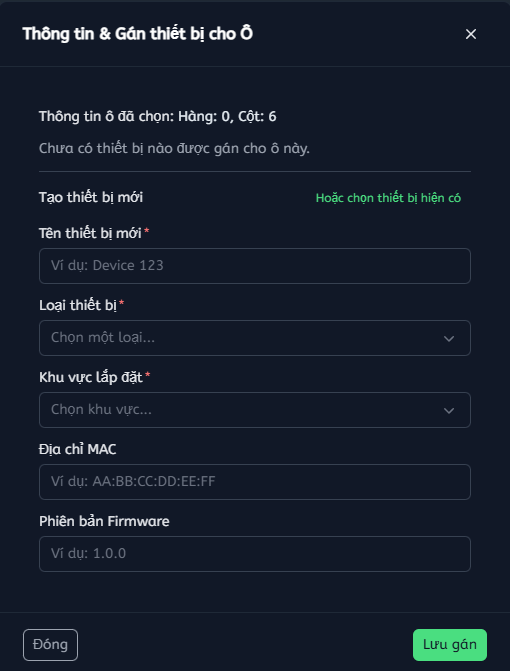 Thông tin & Gán thiết bị cho Ô
Thông tin ô đã chọn: Hàng: 0, Cột: 6
Chưa có thiết bị nào được gán cho ô này.
Tạo thiết bị mới
Hoặc chọn thiết bị hiện có
Tên thiết bị mới*
Ví dụ: Device 123
Loại thiết bị*
Chọn một loại...
Khu vực lắp đặt*
Chọn khu vực...
Địa chỉ MAC
Ví dụ: AA:BB:CC:DD:EE:FF
Phiên bản Firmware
Ví dụ: 1.0.0
Đóng
Lưu gán